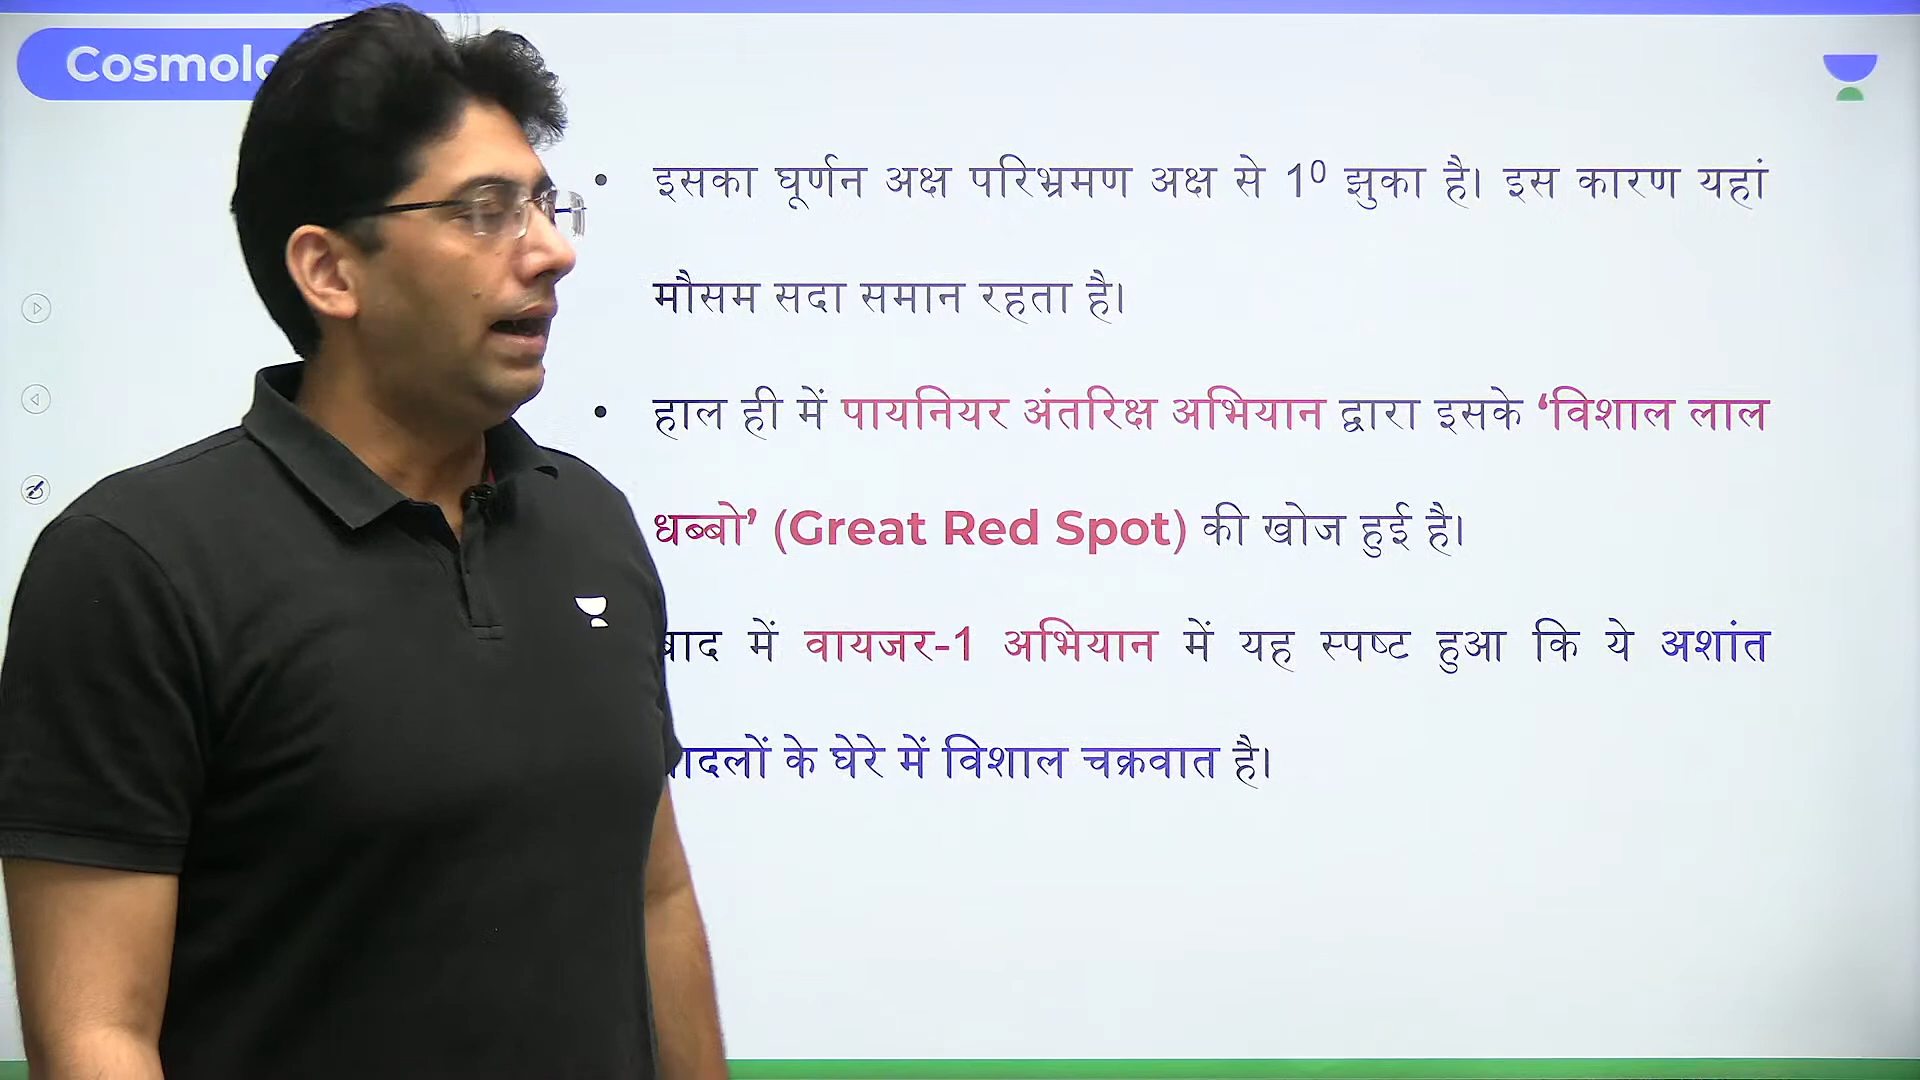 Cosmolo
• इसका घूर्णन अक्ष परिभ्रमण अक्ष से 1⁰ झुका है। इस कारण यहां
मौसम सदा समान रहता है।
• हाल ही में पायनियर अंतरिक्ष अभियान द्वारा इसके ‘विशाल लाल
धब्बो’ (Great Red Spot) की खोज हुई है।
बाद में वायजर-1 अभियान में यह स्पष्ट हुआ कि ये अशांत
बादलों के घेरे में विशाल चक्रवात है।